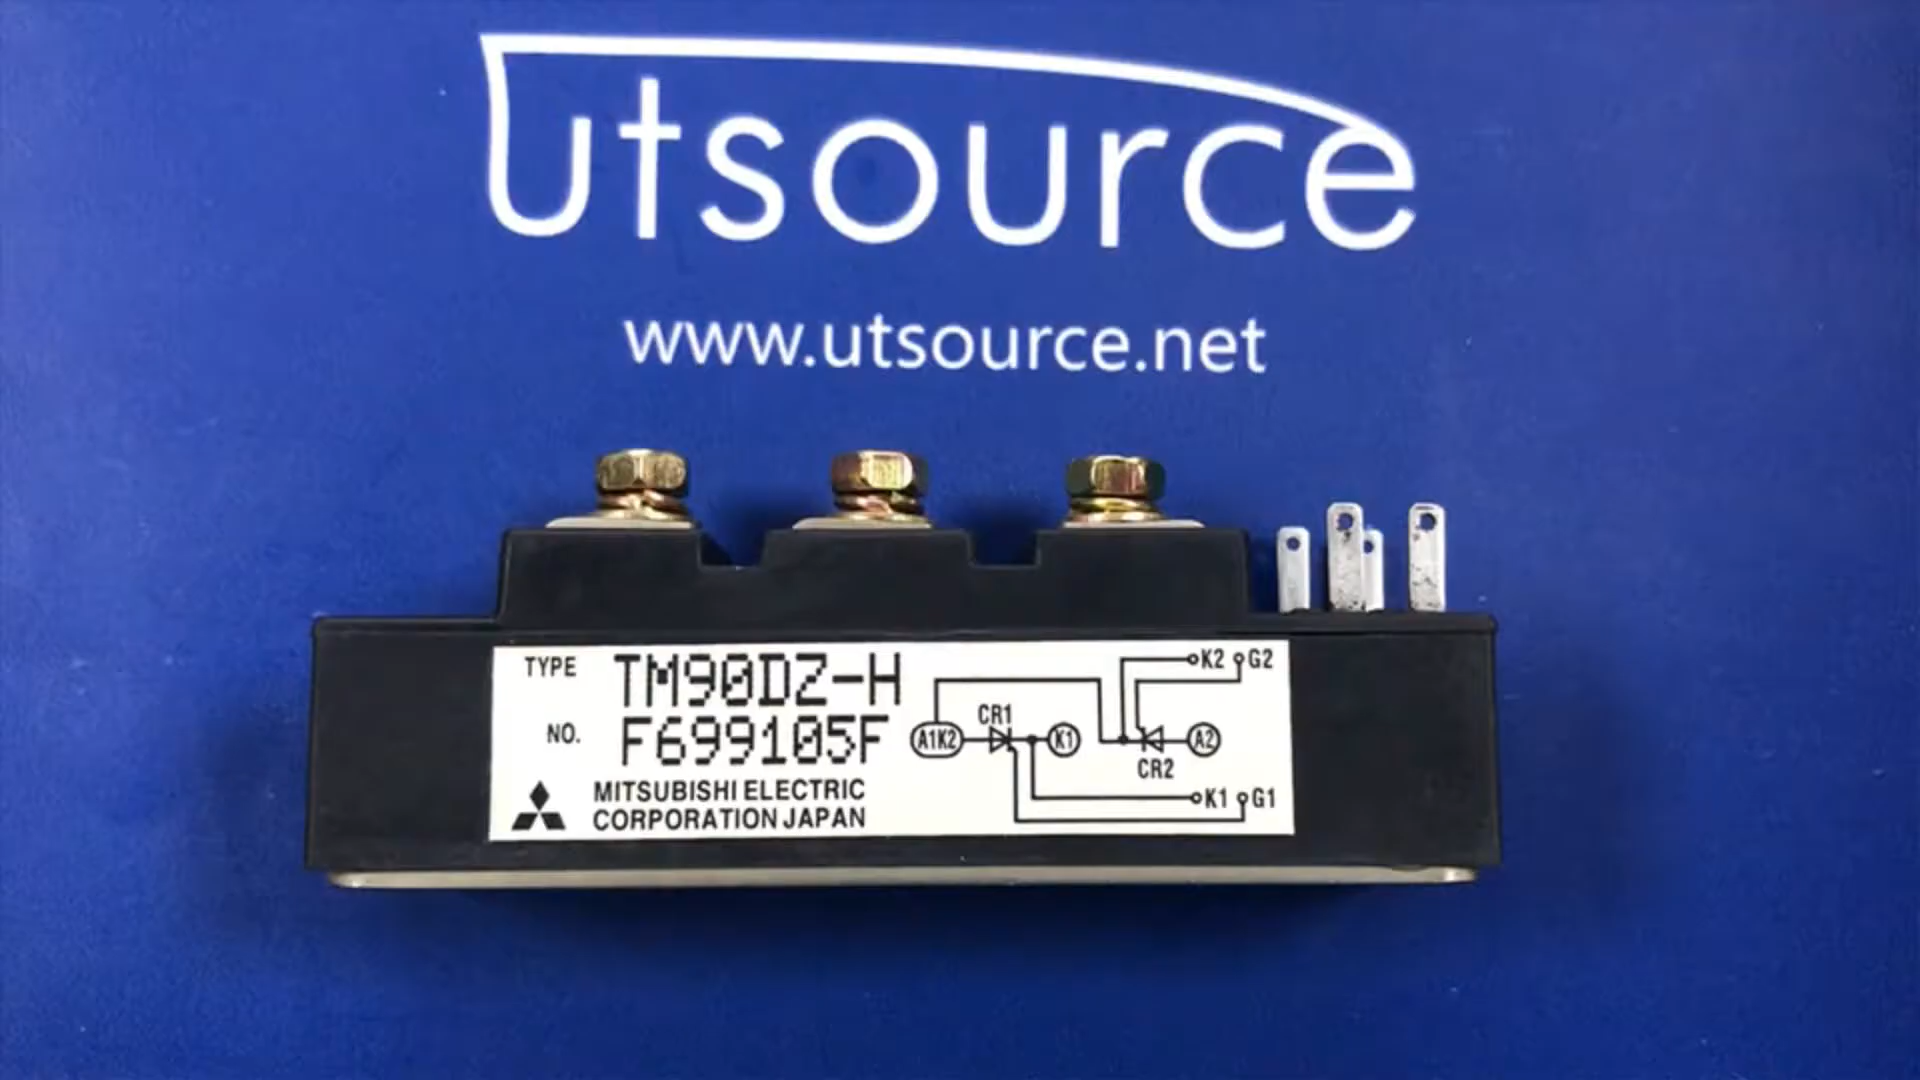 utsource
www.utsource.net
TYPE TM90DZ-H
NO. F699105F
MITSUBISHI ELECTRIC
CORPORATION JAPAN
K2 G2
CR1
A1K2 K1 A2
CR2
K1 G1